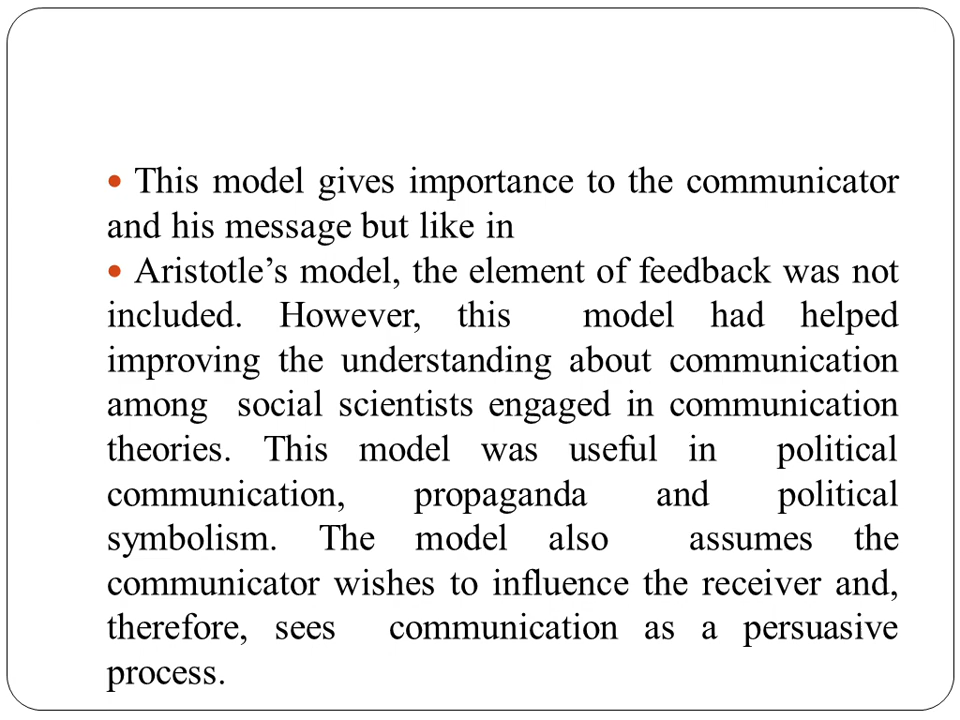 • This model gives importance to the communicator
and his message but like in
• Aristotle’s model, the element of feedback was not
included. However, this model had helped
improving the understanding about communication
among social scientists engaged in communication
theories. This model was useful in political
communication, propaganda and political
symbolism. The model also assumes the
communicator wishes to influence the receiver and,
therefore, sees communication as a persuasive
process.